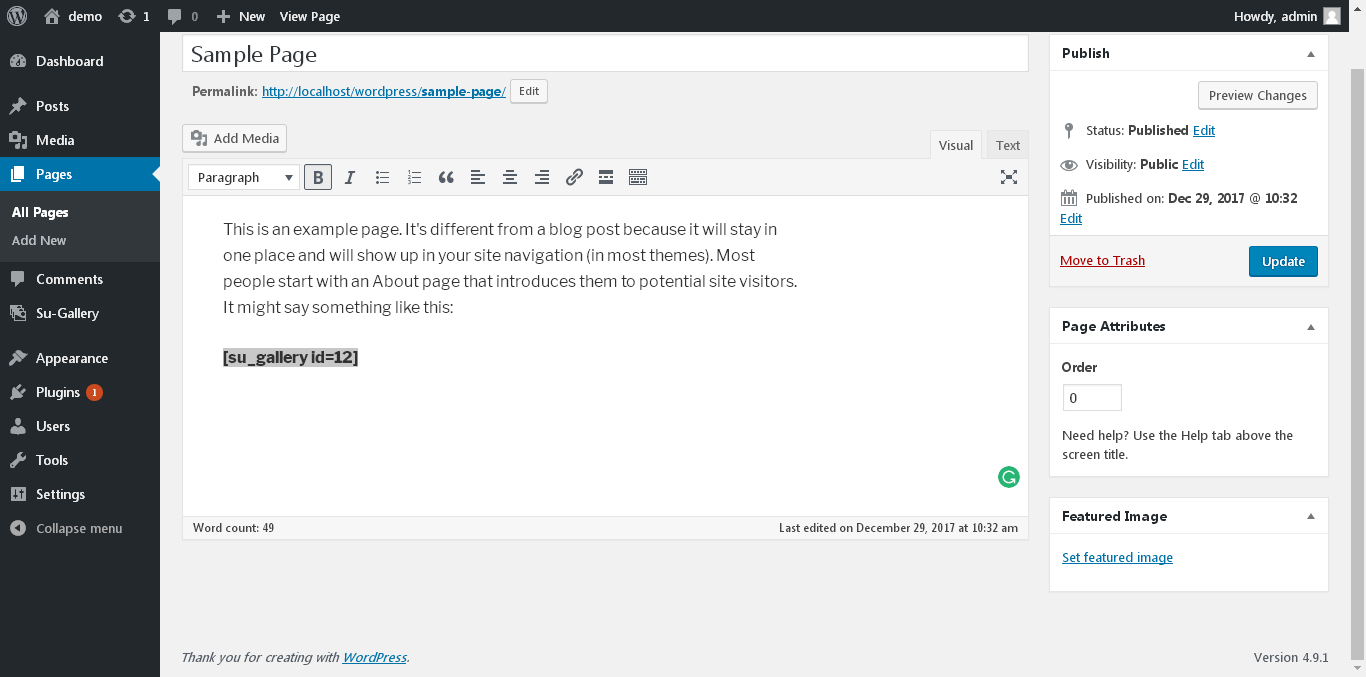 demo 1 0 New View Page Howdy, admin
Dashboard
Posts
Media
Pages
All Pages
Add New
Comments
Su-Gallery
Appearance
Plugins 1
Users
Tools
Settings
Collapse menu
Sample Page
Permalink: http://localhost/wordpress/sample-page/ Edit
Add Media
Visual Text
Paragraph B I
This is an example page. It's different from a blog post because it will stay in
one place and will show up in your site navigation (in most themes). Most
people start with an About page that introduces them to potential site visitors.
It might say something like this:
[su_gallery id=12]
Word count: 49 Last edited on December 29, 2017 at 10:32 am
Publish
Preview Changes
Status: Published Edit
Visibility: Public Edit
Published on: Dec 29, 2017 @ 10:32
Edit
Move to Trash Update
Page Attributes
Order
0
Need help? Use the Help tab above the
screen title.
Featured Image
Set featured image
Thank you for creating with WordPress. Version 4.9.1